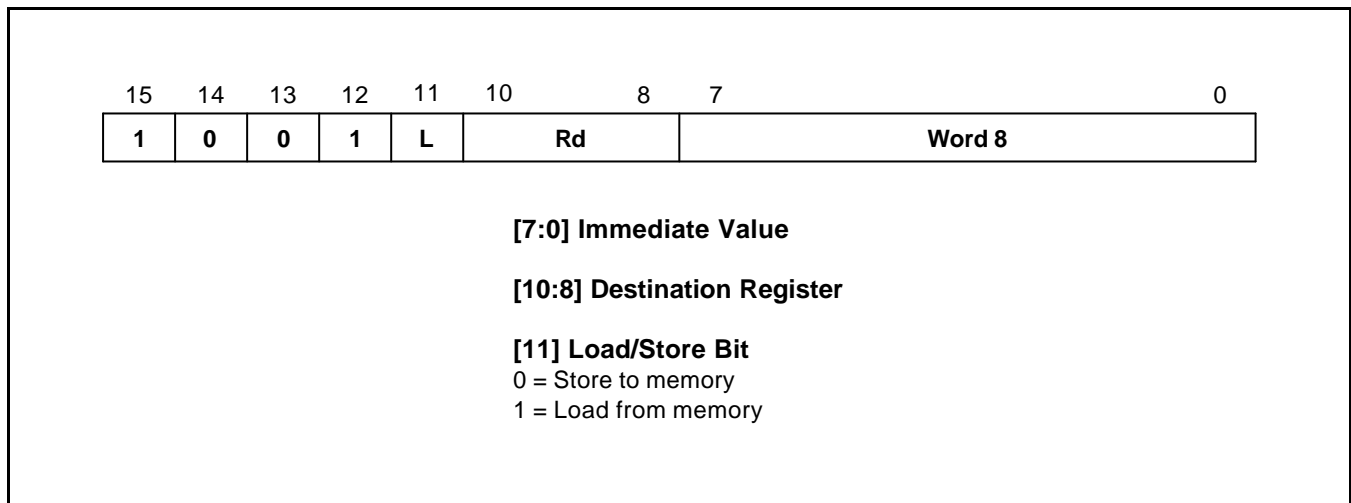 15 14 13 12 11 10 8 7 0
1 0 0 1 L Rd Word 8
[7:0] Immediate Value
[10:8] Destination Register
[11] Load/Store Bit
0 = Store to memory
1 = Load from memory